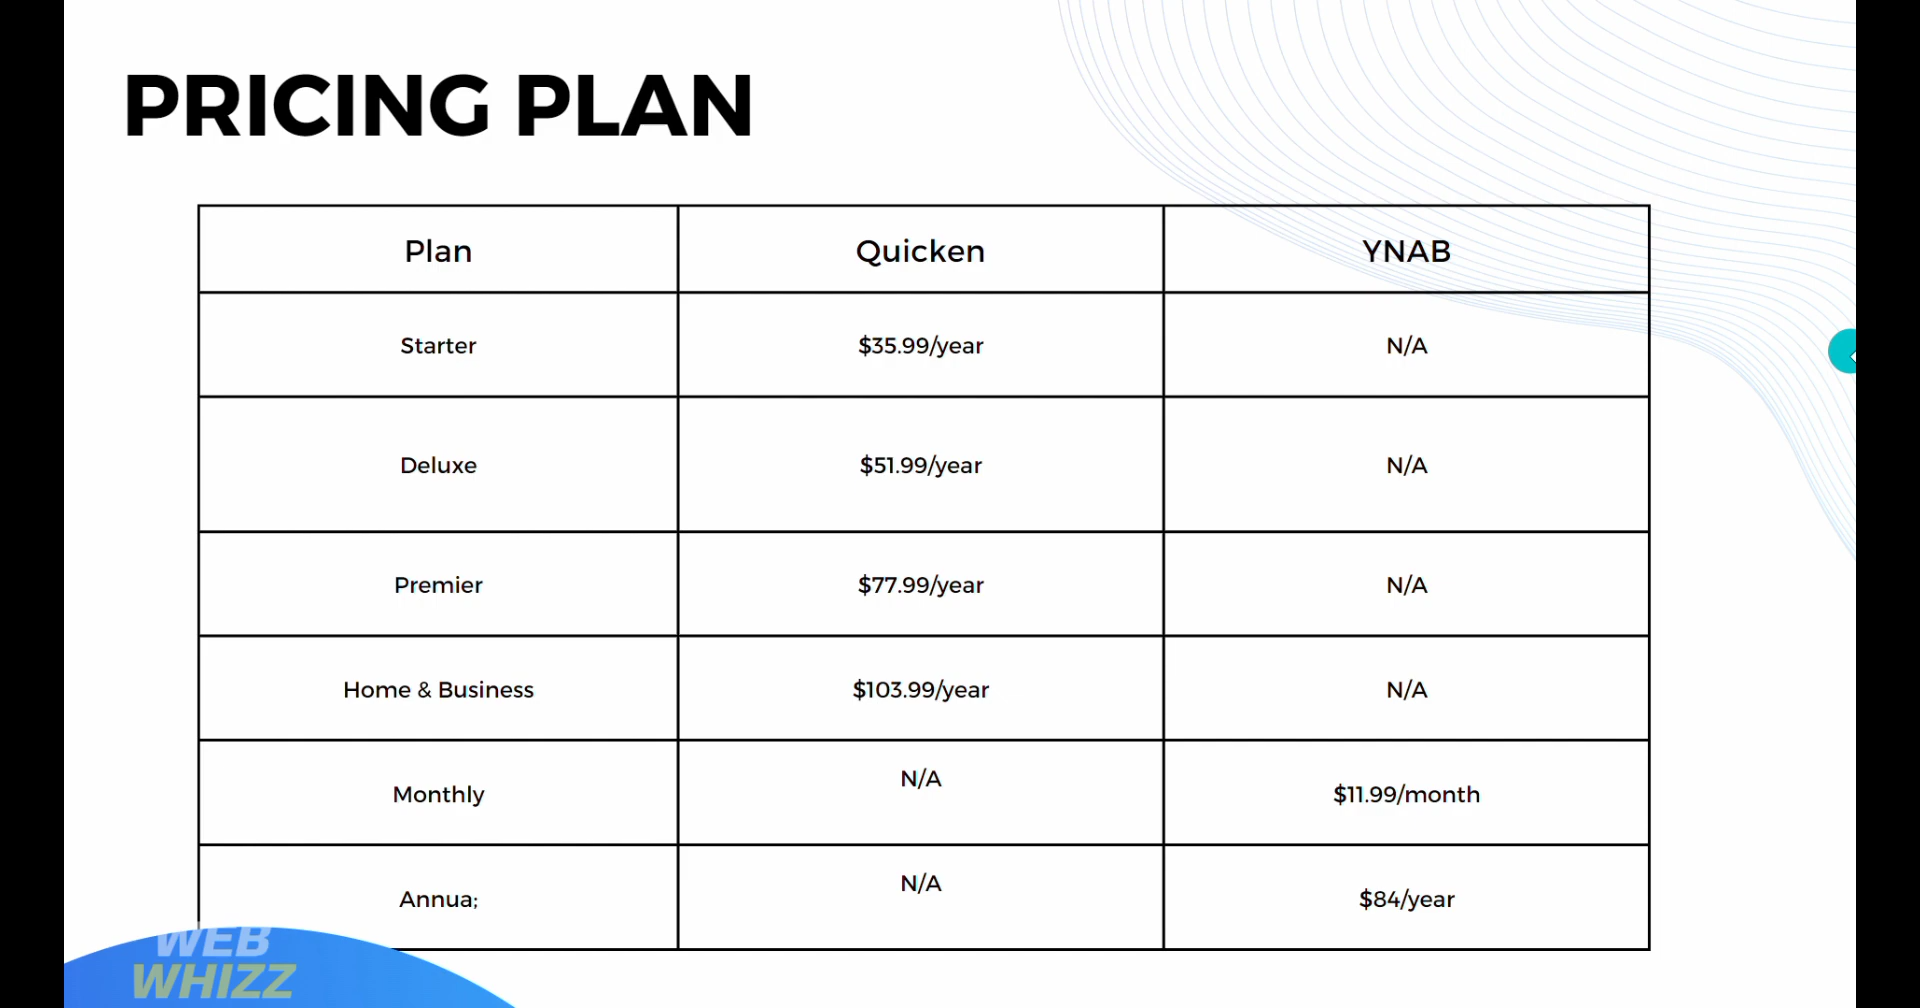 PRICING PLAN
Plan Quicken YNAB
Starter $35.99/year N/A
Deluxe $51.99/year N/A
Premier $77.99/year N/A
Home & Business $103.99/year N/A
Monthly N/A $11.99/month
Annua; N/A $84/year
WEB
WHIZZ